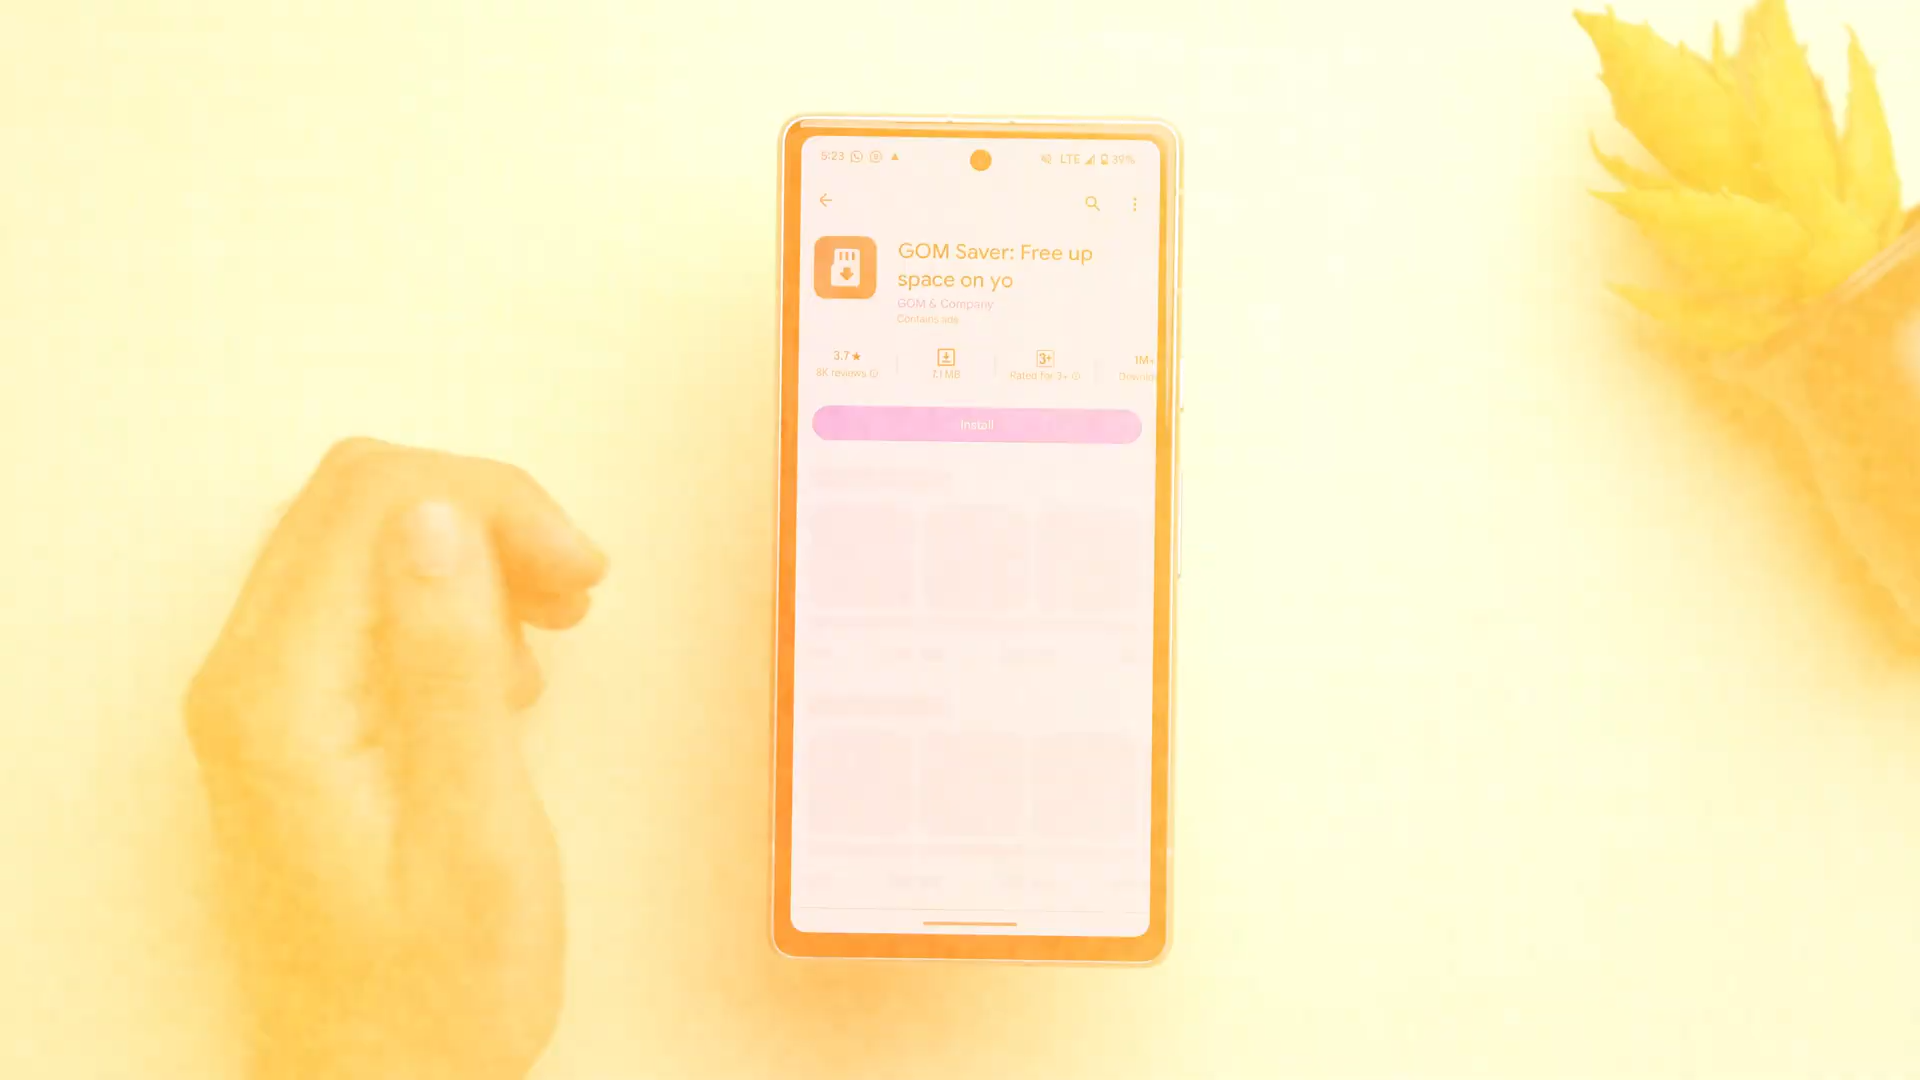 5:23
LTE 39%
GOM Saver: Free up
space on yo
GOM & Company
Contains ads
3.7★
3+
1M+
8K reviews
7.1 MB
Rated for 3+
Install